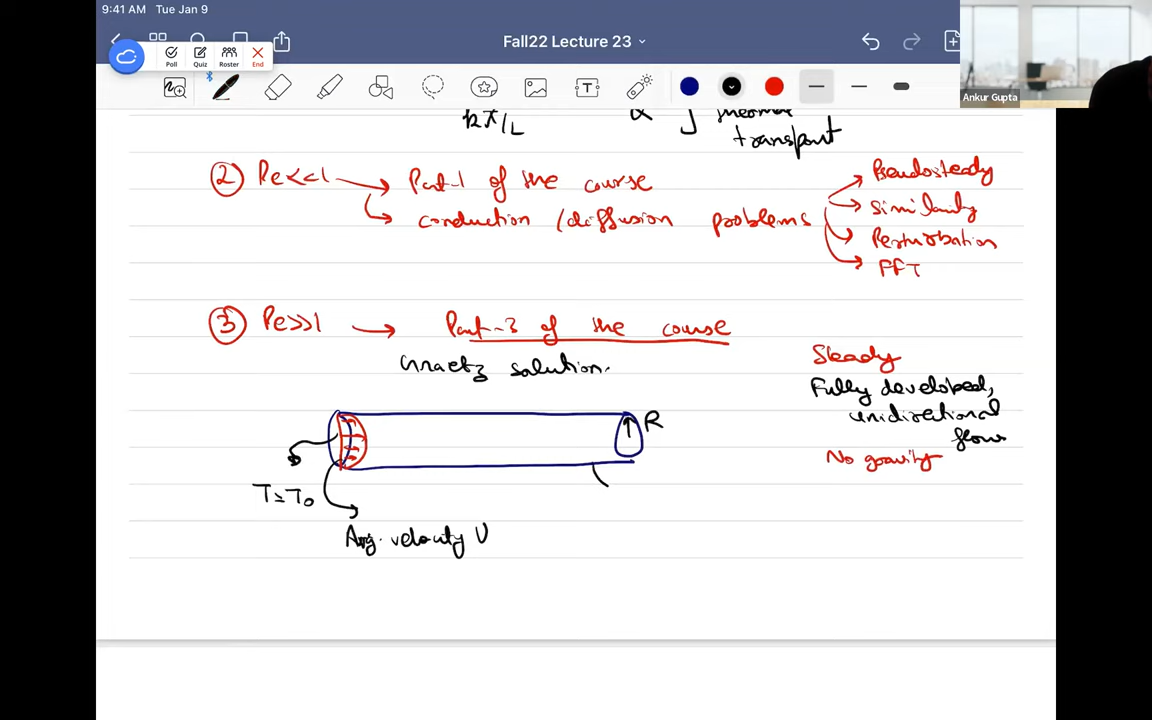 9:41 AM Tue Jan 9
Fall22 Lecture 23
Poll
Quiz
Roster
End
Ankur Gupta
kπ/L
α
thermal
transport
② Pe<<1 → Part-1 of the course
→ conduction /diffusion problems
→ Pseudosteady
→ Similarity
→ Perturbation
→ FFT
③ Pe>>1 → Part-3 of the course
Graetz solution.
Steady
Fully developed,
unidirectional
flow
No gravity
R
T=T₀
Avg. velocity U